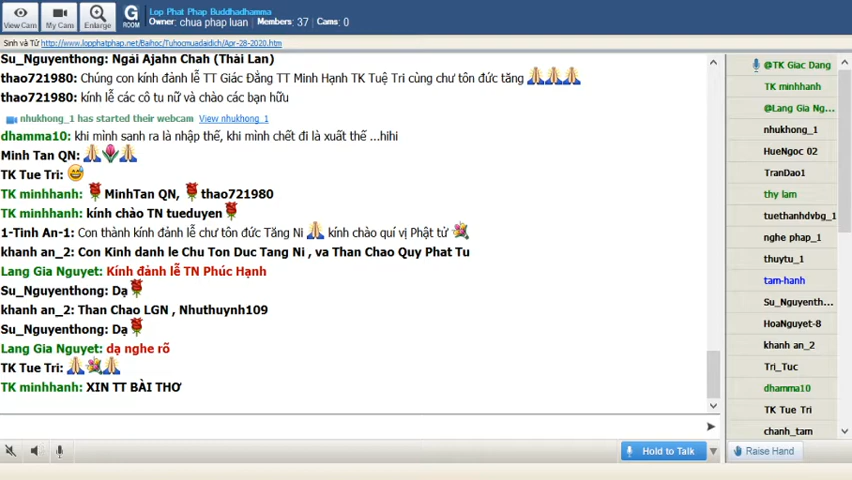 View Cam
My Cam
Enlarge
G
ROOM
Lop Phat Phap Buddhadhamma
Owner: chua phap luan / Members: 37 / Cams: 0
Sinh và Tử http://www.lopphatphap.net/Baihoc/Tuhocmuadaidich/Apr-28-2020.htm
Su_Nguyenthong: Ngài Ajahn Chah (Thái Lan)
thao721980: Chúng con kính đảnh lễ TT Giác Đẳng TT Minh Hạnh TK Tuệ Tri cùng chư tôn đức tăng
thao721980: kính lễ các cô tu nữ và chào các bạn hữu
nhukhong_1 has started their webcam View nhukhong_1
dhamma10: khi mình sanh ra là nhập thế, khi mình chết đi là xuất thế ...hihi
Minh Tan QN:
TK Tue Tri:
TK minhhanh: MinhTan QN, thao721980
TK minhhanh: kính chào TN tueduyen
1-Tinh An-1: Con thành kính đảnh lễ chư tôn đức Tăng Ni kính chào quí vị Phật tử
khanh an_2: Con Kinh danh le Chu Ton Duc Tang Ni , va Than Chao Quy Phat Tu
Lang Gia Nguyet: Kính đảnh lễ TN Phúc Hạnh
Su_Nguyenthong: Dạ
khanh an_2: Than Chao LGN , Nhuthuynh109
Su_Nguyenthong: Dạ
Lang Gia Nguyet: dạ nghe rõ
TK Tue Tri:
TK minhhanh: XIN TT BÀI THƠ
Hold to Talk
@TK Giac Dang
TK minhhanh
@Lang Gia Ng...
nhukhong_1
HueNgoc 02
TranDao1
thy lam
tuethanhdvbg_1
nghe phap_1
thuytu_1
tam-hanh
Su_Nguyenth...
HoaNguyet-8
khanh an_2
Tri_Tuc
dhamma10
TK Tue Tri
chanh_tam
Raise Hand